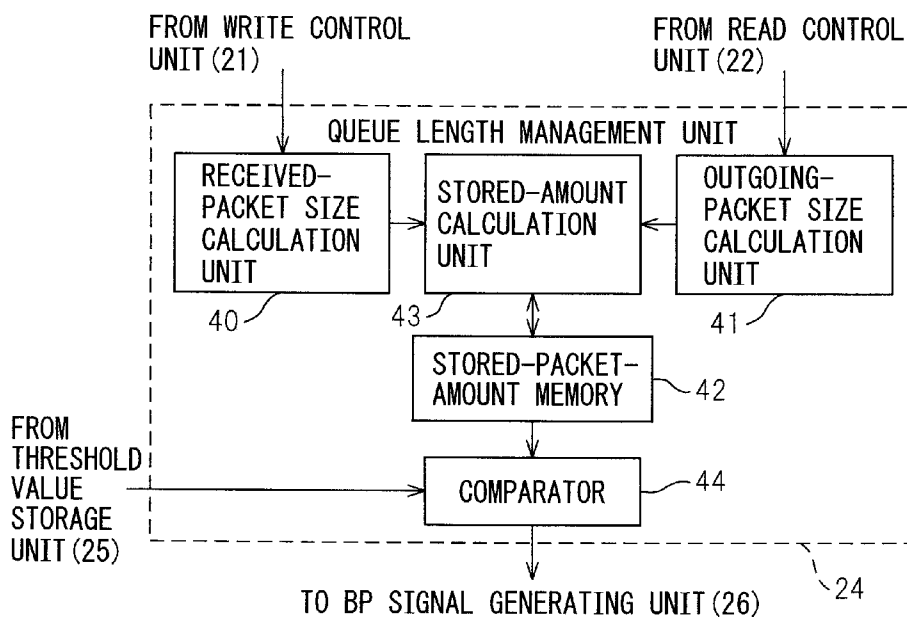 FROM WRITE CONTROL
UNIT(21)
FROM READ CONTROL
UNIT(22)
QUEUE LENGTH MANAGEMENT UNIT
RECEIVED-
PACKET SIZE
CALCULATION
UNIT
40
STORED-AMOUNT
CALCULATION
UNIT
43
OUTGOING-
PACKET SIZE
CALCULATION
UNIT
41
STORED-PACKET-
AMOUNT MEMORY
42
FROM
THRESHOLD
VALUE
STORAGE
UNIT(25)
COMPARATOR
44
24
TO BP SIGNAL GENERATING UNIT(26)